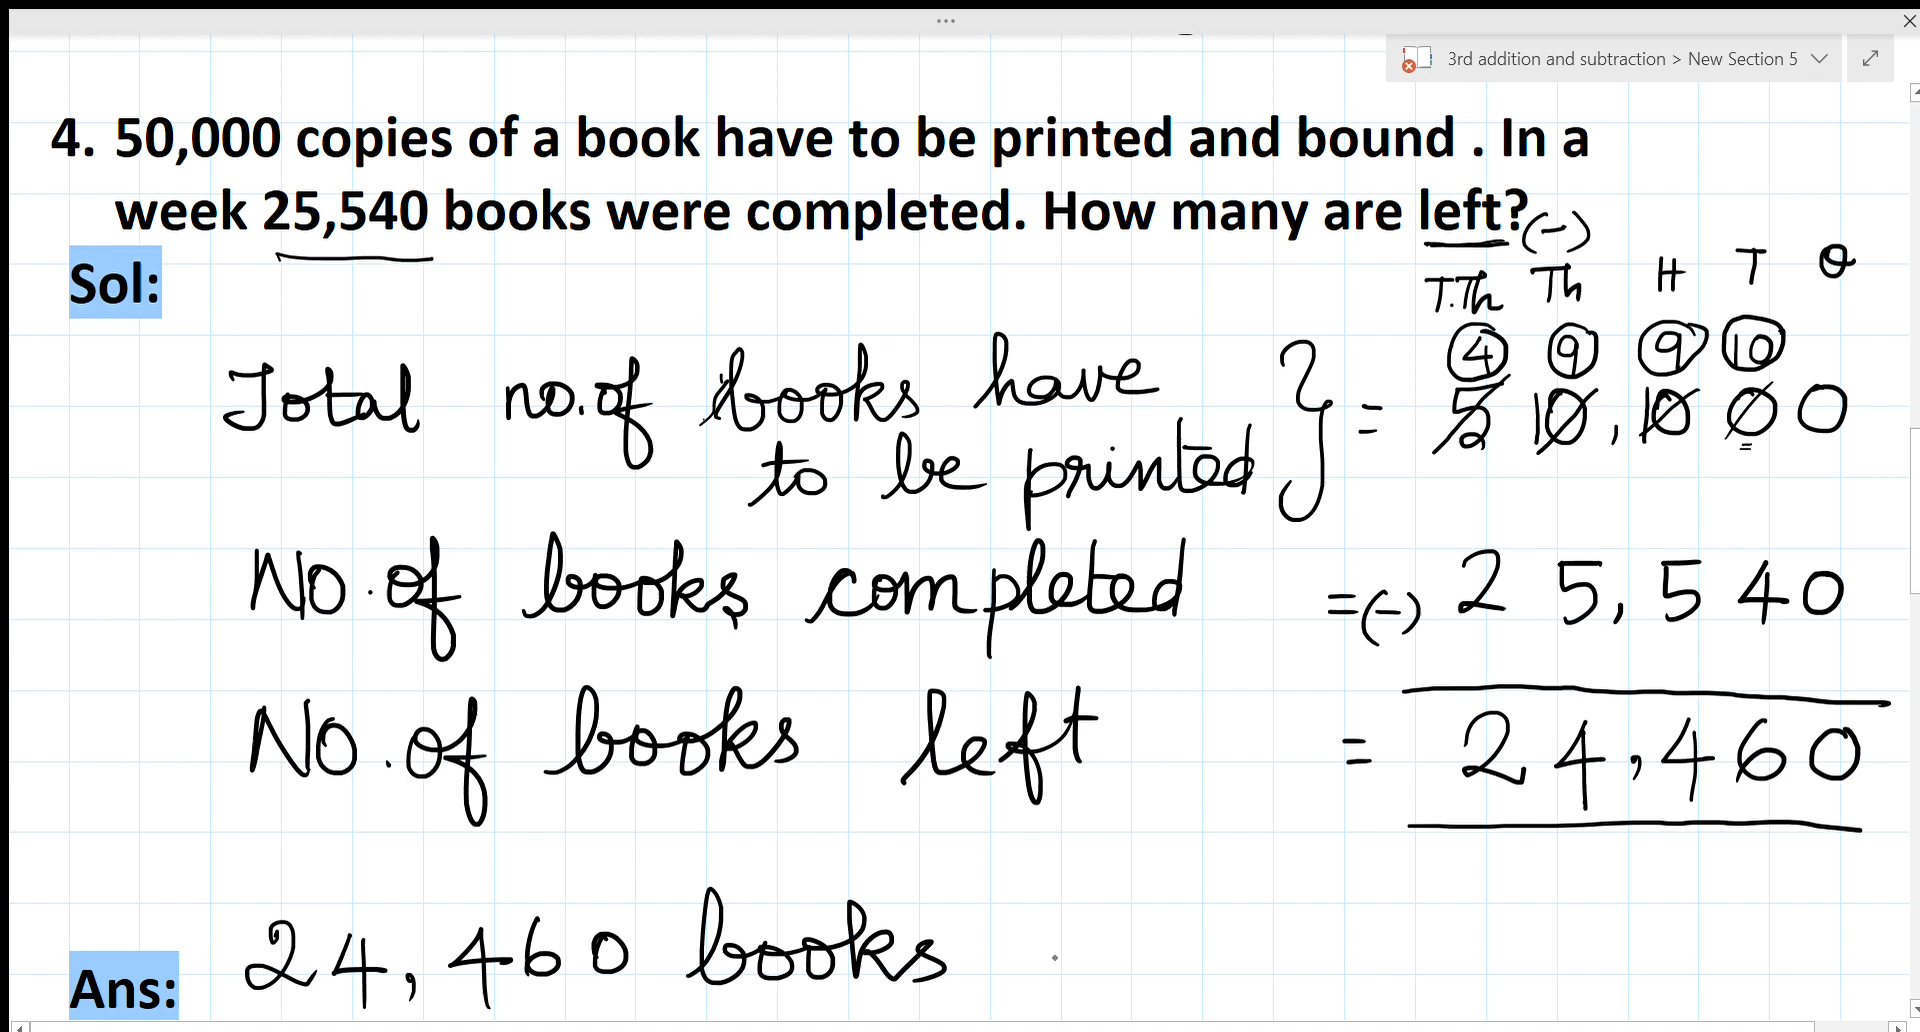 3rd addition and subtraction > New Section 5
4. 50,000 copies of a book have to be printed and bound . In a
week 25,540 books were completed. How many are left?
(-)
Sol:
T.Th Th H T O
4 9 9 10
Total no.of books have
to be printed } = 5 10, 10 0 0
No.of books completed =(-) 2 5, 5 4 0
No.of books left = 2 4, 4 6 0
Ans: 24,460 books